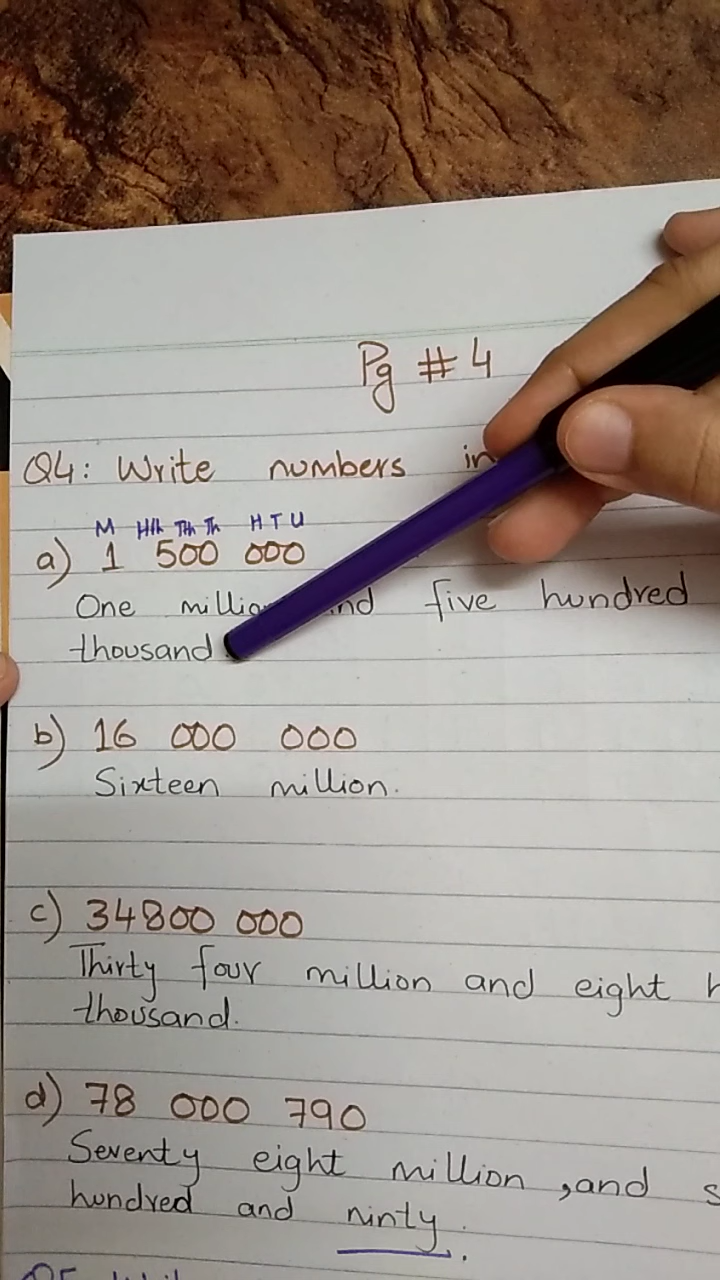 Pg # 4
Q4: Write numbers in
M Hth Tth Th H T U
a) 1 500 000
One million and five hundred
thousand.
b) 16 000 000
Sixteen million.
c) 34800 000
Thirty four million and eight h
thousand.
d) 78 000 790
Seventy eight million ,and s
hundred and ninty.